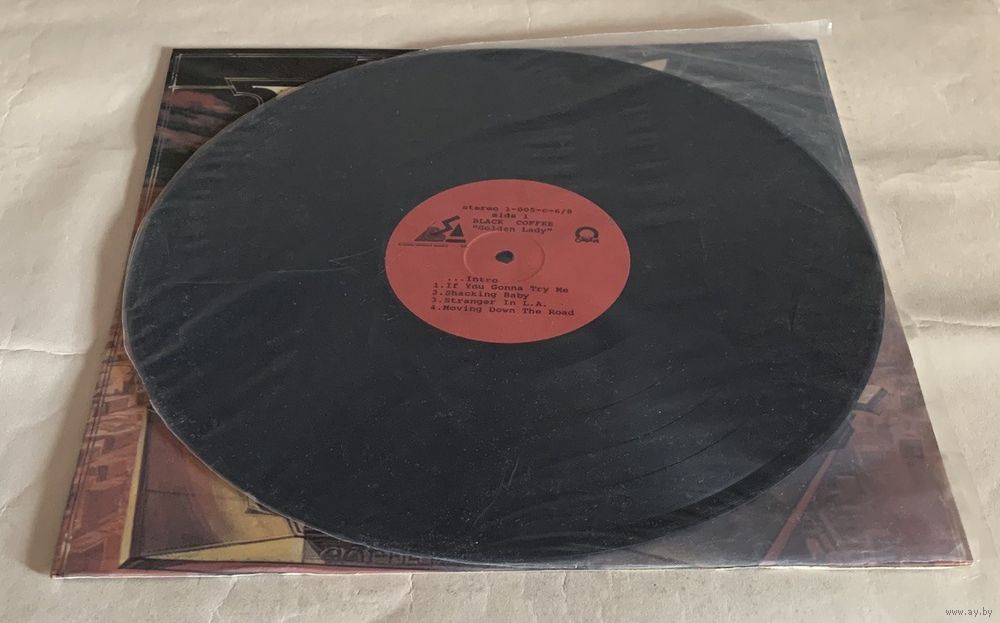 stereo 1-005-c-6/8
side 1
BLACK COFFEE
"Golden Lady"
...Intro
1.If You Gonna Try Me
2.Shacking Baby
3.Stranger In L.A.
4.Moving Down The Road
www.ay.by